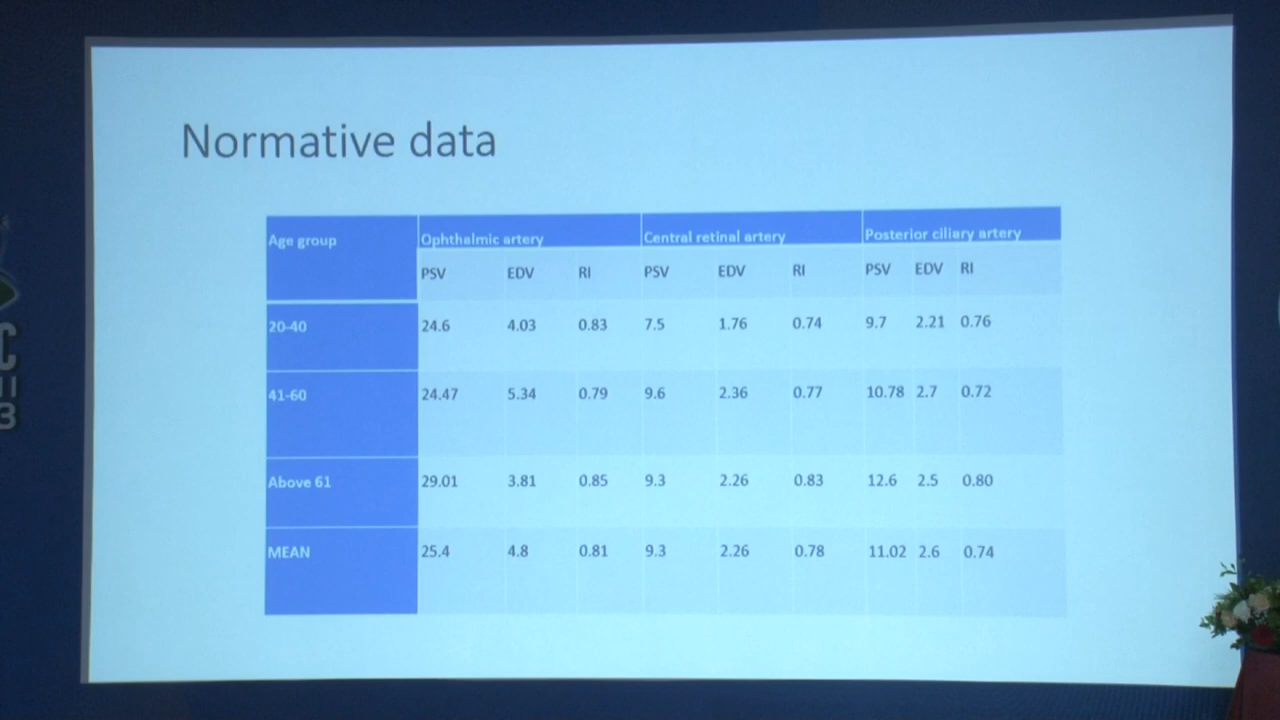 Normative data
Age group Ophthalmic artery Central retinal artery Posterior ciliary artery
PSV EDV RI PSV EDV RI PSV EDV RI
20-40 24.6 4.03 0.83 7.5 1.76 0.74 9.7 2.21 0.76
41-60 24.47 5.34 0.79 9.6 2.36 0.77 10.78 2.7 0.72
Above 61 29.01 3.81 0.85 9.3 2.26 0.83 12.6 2.5 0.80
MEAN 25.4 4.8 0.81 9.3 2.26 0.78 11.02 2.6 0.74